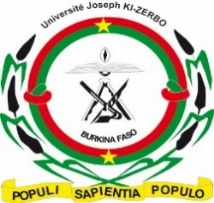 Université Joseph KI-ZERBO
BURKINA FASO
POPULI SAPIENTIA POPULO